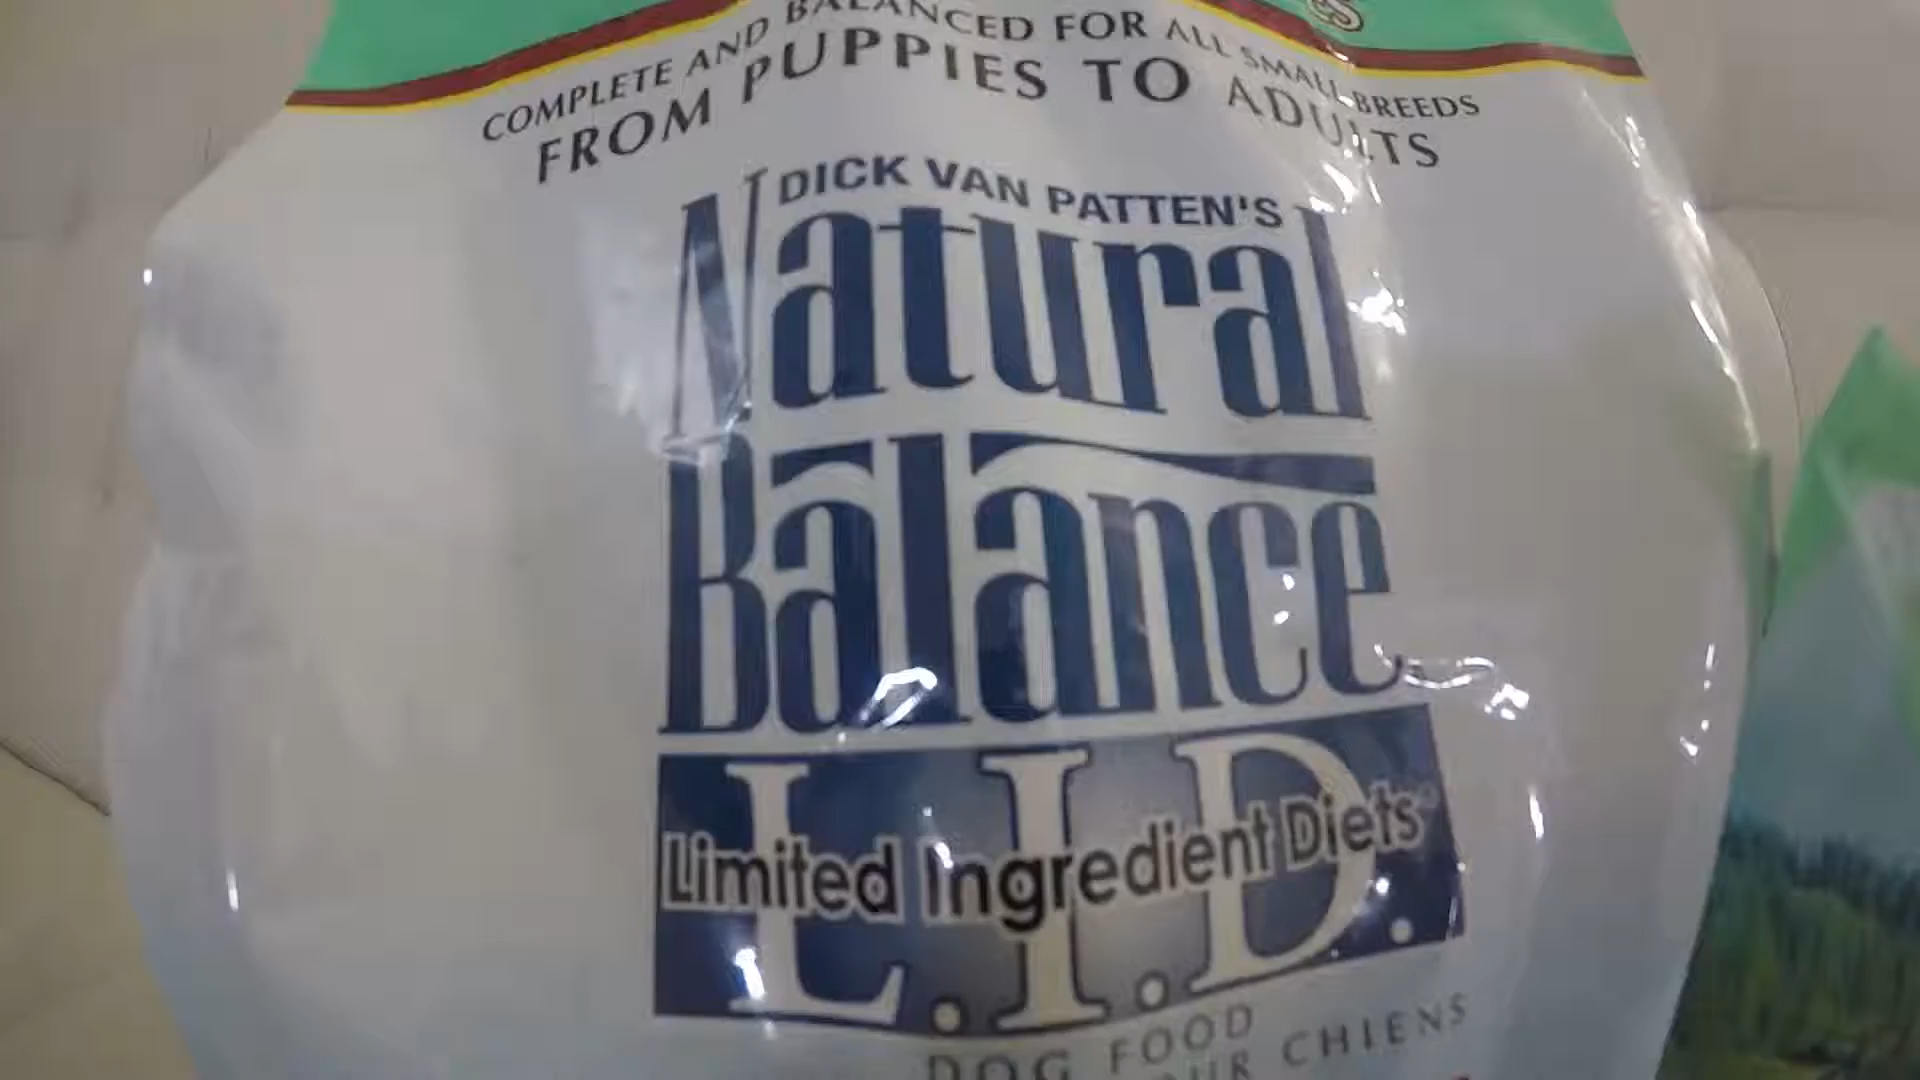 COMPLETE AND BALANCED FOR ALL SMALL BREEDS
FROM PUPPIES TO ADULTS
DICK VAN PATTEN'S
Natural
Balance
L.I.D.
Limited Ingredient Diets
DOG FOOD
CHIENS